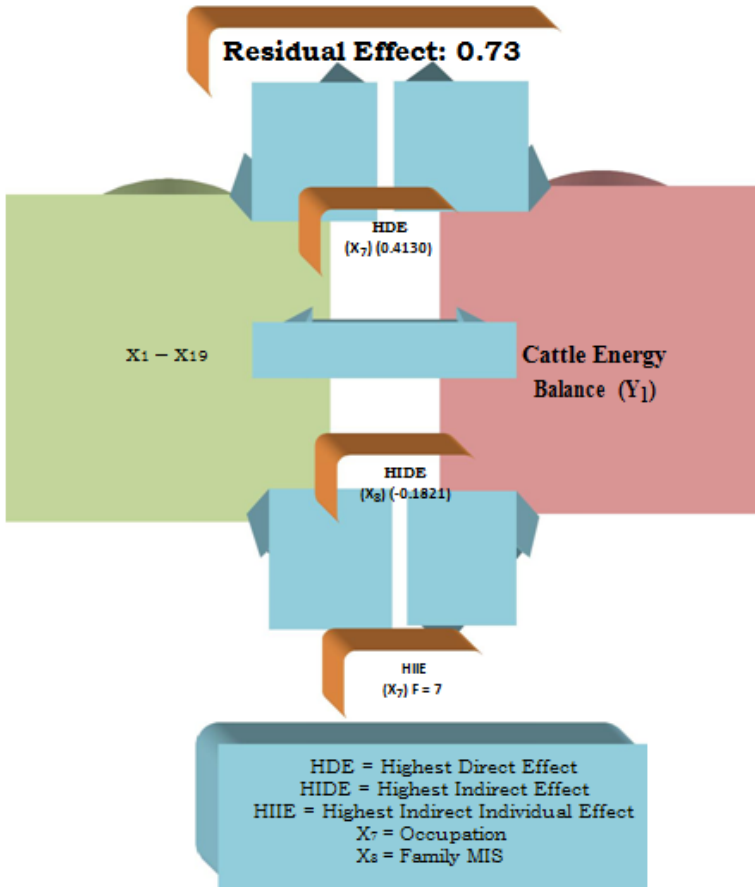 Residual Effect: 0.73
HDE
(X₇) (0.4130)
X₁ – X₁₉
Cattle Energy
Balance (Y₁)
HIDE
(X₈) (-0.1821)
HIIE
(X₇) F = 7
HDE = Highest Direct Effect
HIDE = Highest Indirect Effect
HIIE = Highest Indirect Individual Effect
X₇ = Occupation
X₈ = Family MIS